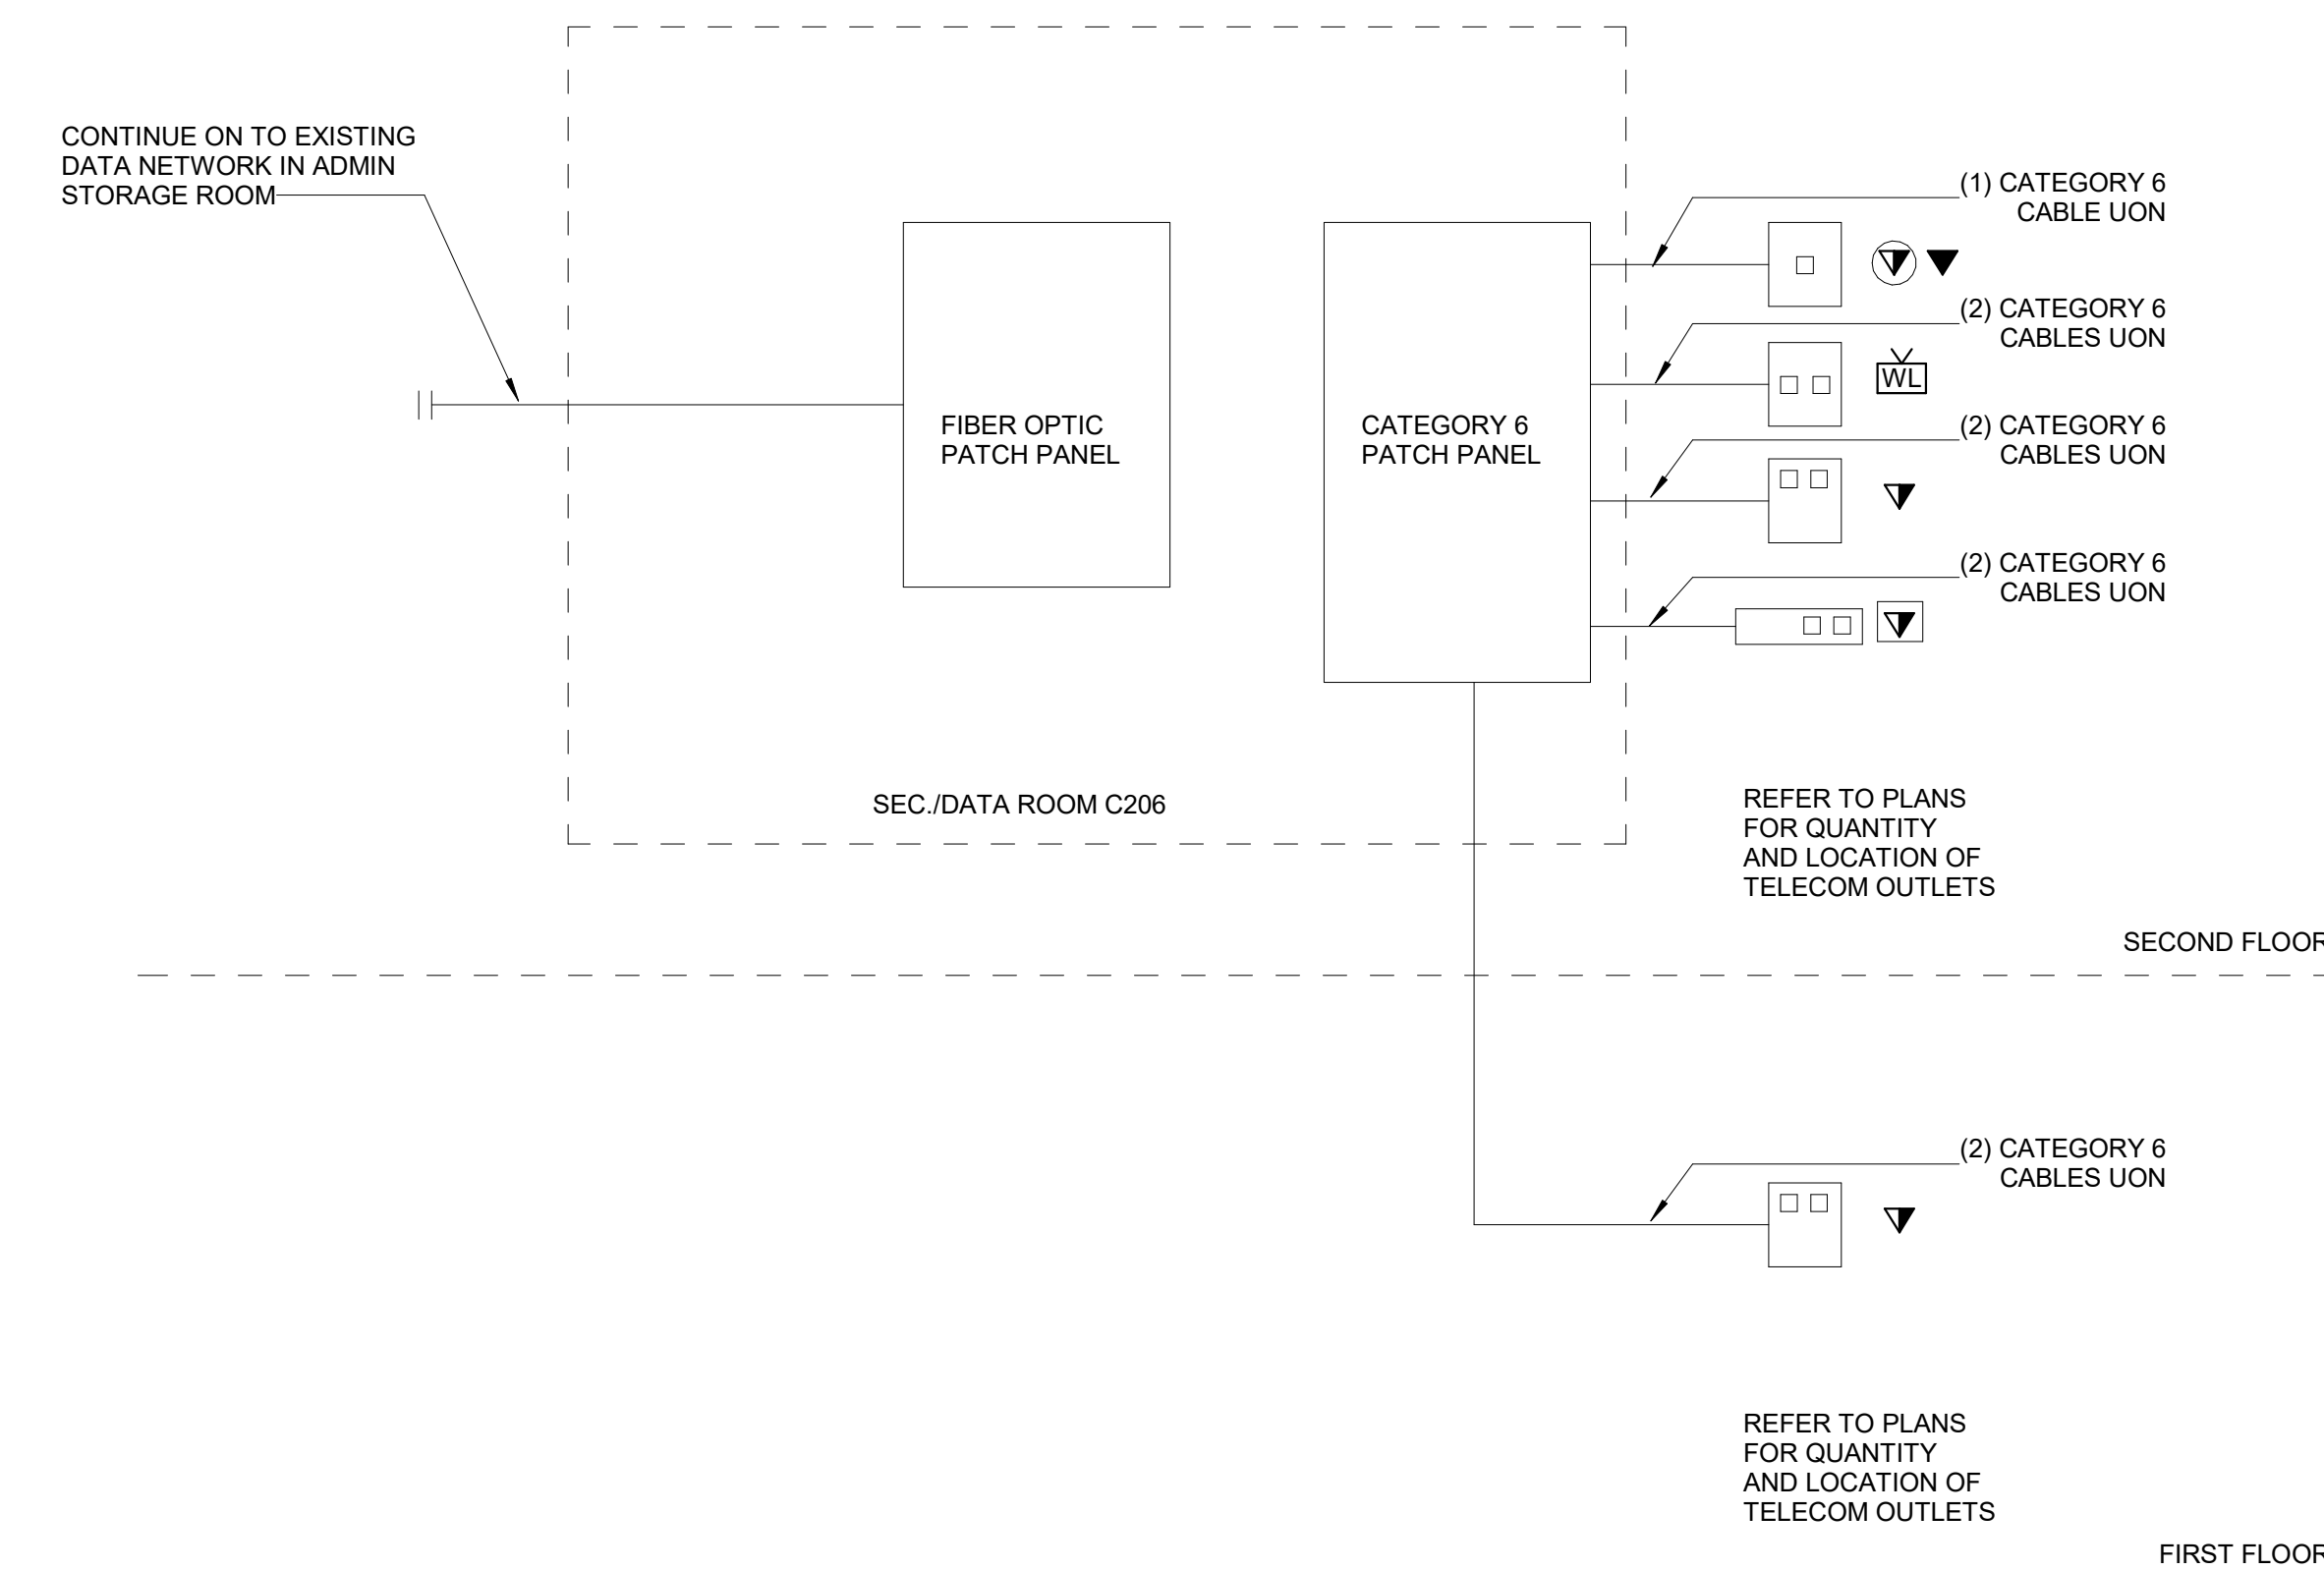 CONTINUE ON TO EXISTING
DATA NETWORK IN ADMIN
STORAGE ROOM
FIBER OPTIC
PATCH PANEL
CATEGORY 6
PATCH PANEL
(1) CATEGORY 6
CABLE UON
(2) CATEGORY 6
CABLES UON
WL
(2) CATEGORY 6
CABLES UON
(2) CATEGORY 6
CABLES UON
SEC./DATA ROOM C206
REFER TO PLANS
FOR QUANTITY
AND LOCATION OF
TELECOM OUTLETS
SECOND FLOOR
(2) CATEGORY 6
CABLES UON
REFER TO PLANS
FOR QUANTITY
AND LOCATION OF
TELECOM OUTLETS
FIRST FLOOR